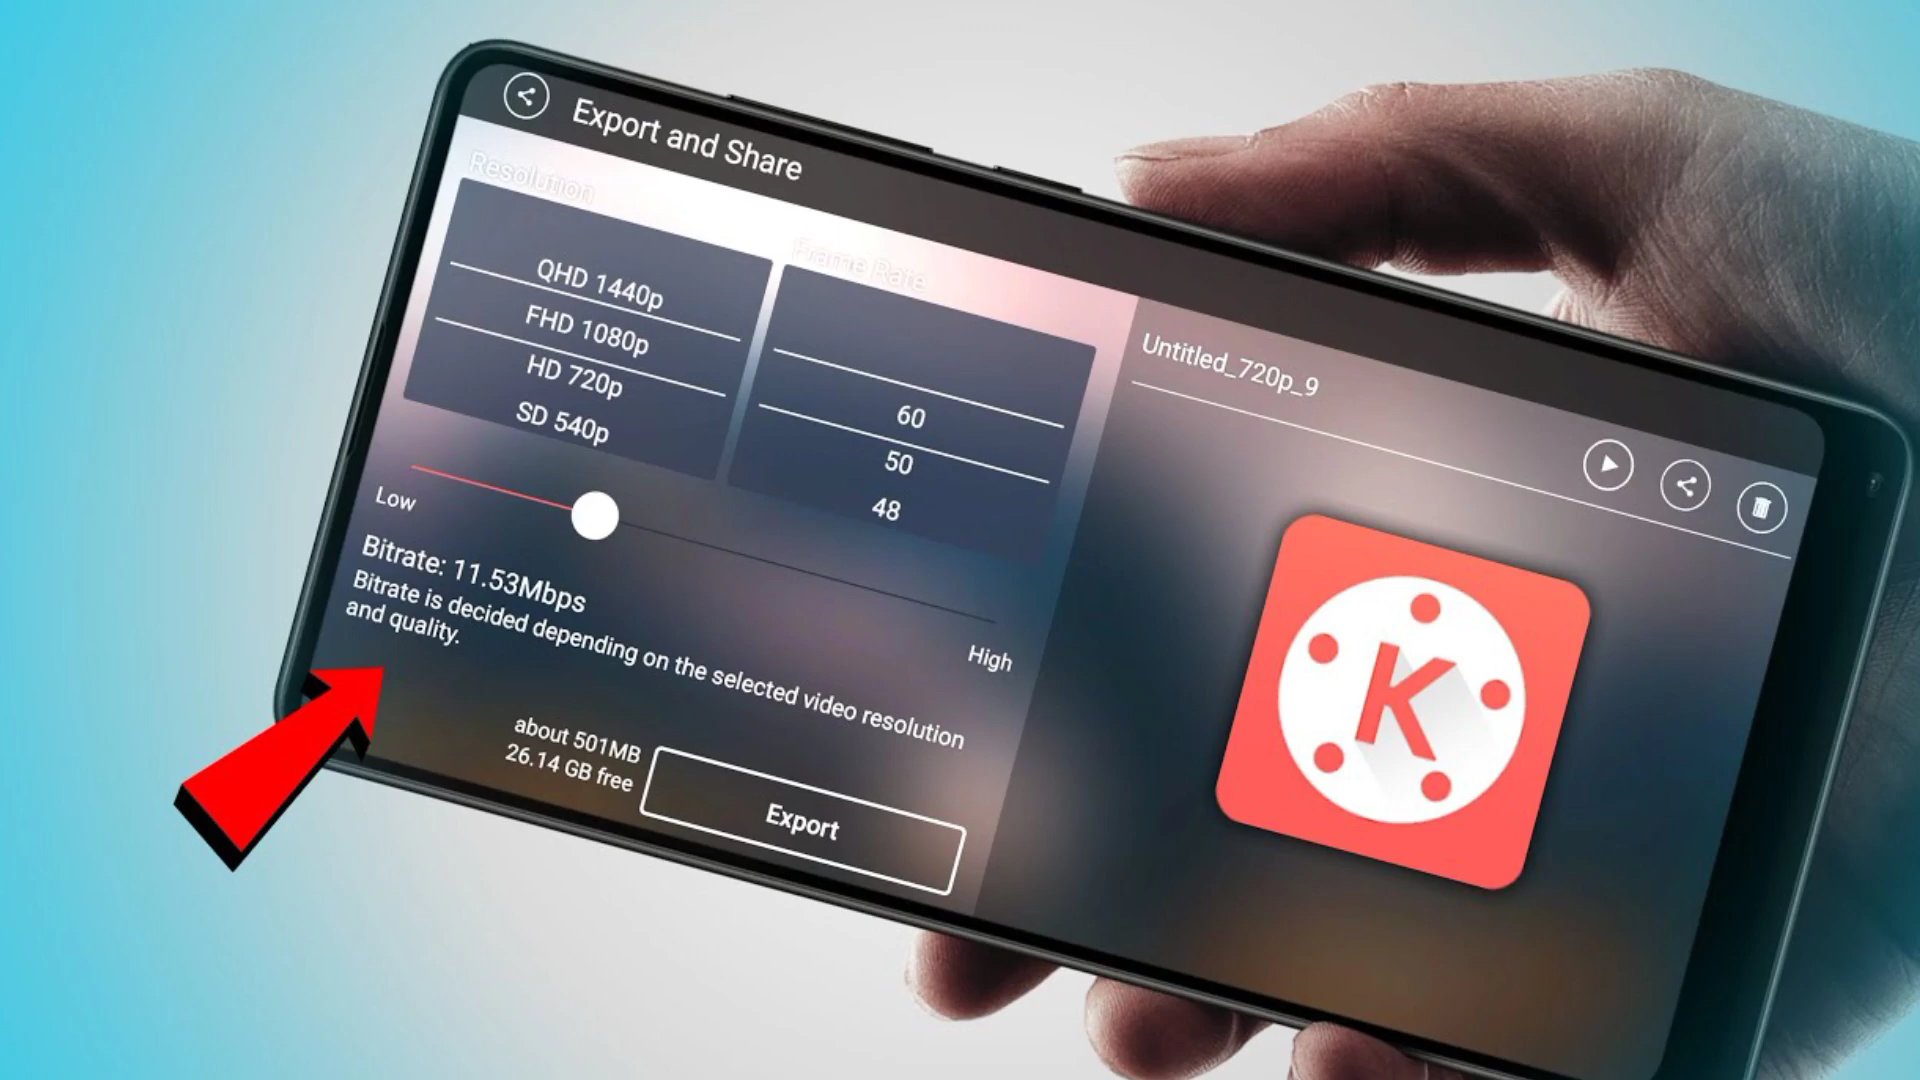 Export and Share
Resolution
QHD 1440p
FHD 1080p
HD 720p
SD 540p
Frame Rate
60
50
48
Low
High
Bitrate: 11.53Mbps
Bitrate is decided depending on the selected video resolution
and quality.
about 501MB
26.14 GB free
Export
Untitled_720p_9
K